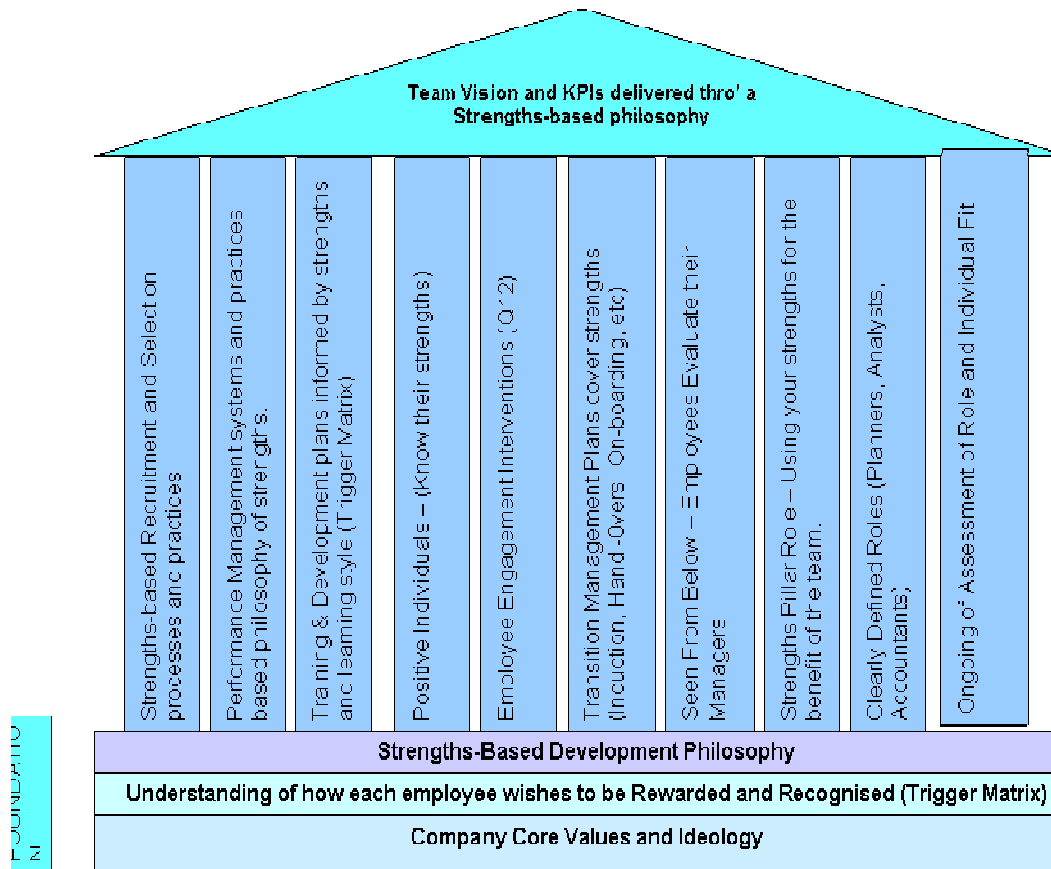 Team Vision and KPIs delivered thro' a
Strengths-based philosophy
Strengths-based Recruitment and Selection
processes and practices
Performance Management systems and practices
based philosophy of strengths.
Training & Development plans informed by strengths
and learning style (Trigger Matrix)
Positive Individuals – (Know their strengths)
Employee Engagement Interventions (Q12)
Transition Management Plans cover strengths
(Induction, Hand-Overs On-boarding, etc)
Seen From Below – Employees Evaluate their
Managers
Strengths Pillar Role – Using your strengths for the
benefit of the team.
Clearly Defined Roles (Planners, Analysts,
Accountants)
Ongoing of Assessment of Role and Individual Fit
Strengths-Based Development Philosophy
Understanding of how each employee wishes to be Rewarded and Recognised (Trigger Matrix)
Company Core Values and Ideology
FOUNDATIO
N